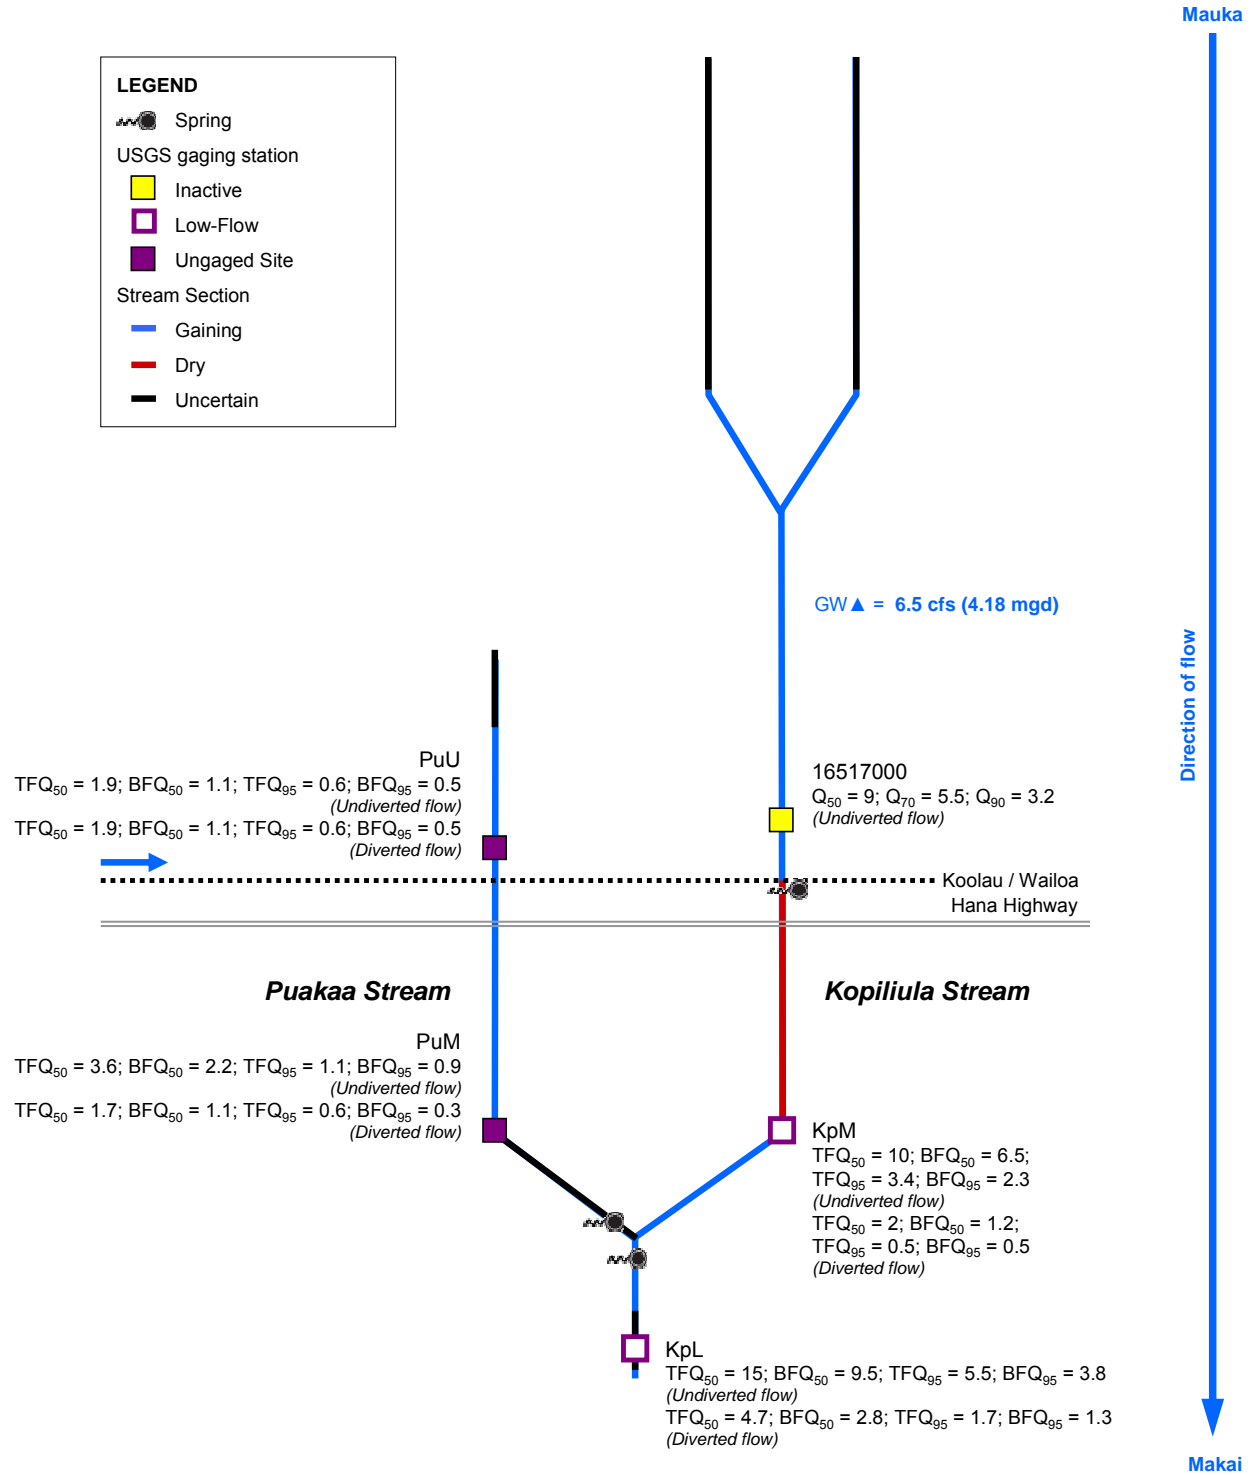 Mauka
LEGEND
Spring
USGS gaging station
Inactive
Low-Flow
Ungaged Site
Stream Section
Gaining
Dry
Uncertain
GW▲ = 6.5 cfs (4.18 mgd)
Direction of flow
PuU
TFQ50 = 1.9; BFQ50 = 1.1; TFQ95 = 0.6; BFQ95 = 0.5
(Undiverted flow)
TFQ50 = 1.9; BFQ50 = 1.1; TFQ95 = 0.6; BFQ95 = 0.5
(Diverted flow)
16517000
Q50 = 9; Q70 = 5.5; Q90 = 3.2
(Undiverted flow)
Koolau / Wailoa
Hana Highway
Puakaa Stream
Kopiliula Stream
PuM
TFQ50 = 3.6; BFQ50 = 2.2; TFQ95 = 1.1; BFQ95 = 0.9
(Undiverted flow)
TFQ50 = 1.7; BFQ50 = 1.1; TFQ95 = 0.6; BFQ95 = 0.3
(Diverted flow)
KpM
TFQ50 = 10; BFQ50 = 6.5;
TFQ95 = 3.4; BFQ95 = 2.3
(Undiverted flow)
TFQ50 = 2; BFQ50 = 1.2;
TFQ95 = 0.5; BFQ95 = 0.5
(Diverted flow)
KpL
TFQ50 = 15; BFQ50 = 9.5; TFQ95 = 5.5; BFQ95 = 3.8
(Undiverted flow)
TFQ50 = 4.7; BFQ50 = 2.8; TFQ95 = 1.7; BFQ95 = 1.3
(Diverted flow)
Makai